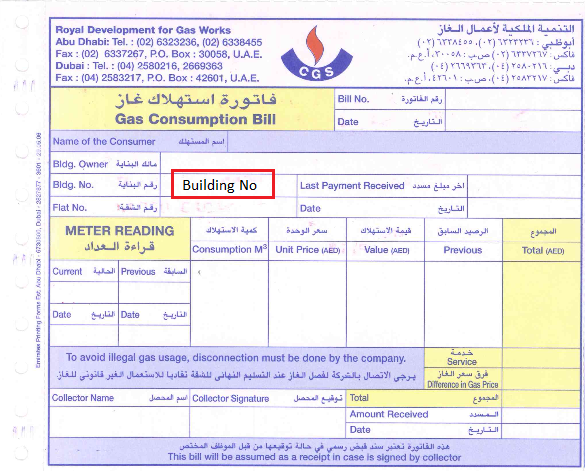 Royal Development for Gas Works
Abu Dhabi: Tel. : (02) 6323236, (02) 6338455
Fax : (02) 6337267, P.O. Box : 30058, U.A.E.
Dubai : Tel. : (04) 2580216, 2669363
Fax : (04) 2583217, P.O. Box : 42601, U.A.E.
CGS
التنمية الملكية لأعمال الغاز
أبوظبي: ت: ٦٣٢٣٢٣٦ (٠٢)، ٦٣٣٨٤٥٥ (٠٢)
فاكس: ٦٣٣٧٢٦٧ (٠٢)، ص.ب: ٣٠٠٥٨، أ.ع.م.
دبي: ت: ٢٥٨٠٢١٦ (٠٤)، ٢٦٦٩٣٦٣ (٠٤)
فاكس: ٢٥٨٣٢١٧ (٠٤)، ص.ب: ٤٢٦٠١، أ.ع.م.
فاتورة استهلاك غاز
Gas Consumption Bill
Bill No. رقم الفاتورة
Date التاريخ
Name of the Consumer اسم المستهلك
Bldg. Owner مالك البناية
Bldg. No. رقم البناية Building No Last Payment Received آخر مبلغ مسدد
Flat No. رقم الشقة Date التاريخ
METER READING
قراءة العداد
كمية الاستهلاك
Consumption M³
سعر الوحدة
Unit Price (AED)
قيمة الاستهلاك
Value (AED)
الرصيد السابق
Previous
المجموع
Total (AED)
Current الحالية Previous السابقة
Date التاريخ Date التاريخ
To avoid illegal gas usage, disconnection must be done by the company.
يرجى الاتصال بالشركة لفصل الغاز عند التسليم النهائي للشقة تفاديا للاستعمال الغير قانوني للغاز
خدمة
Service
فرق سعر الغاز
Difference in Gas Price
Collector Name اسم المحصل Collector Signature توقيع المحصل Total المجموع
Amount Received المسدد
Date التاريخ
هذه الفاتورة تعتبر سند قبض رسمي في حالة توقيعها من قبل الموظف المختص
This bill will be assumed as a receipt in case is signed by collector